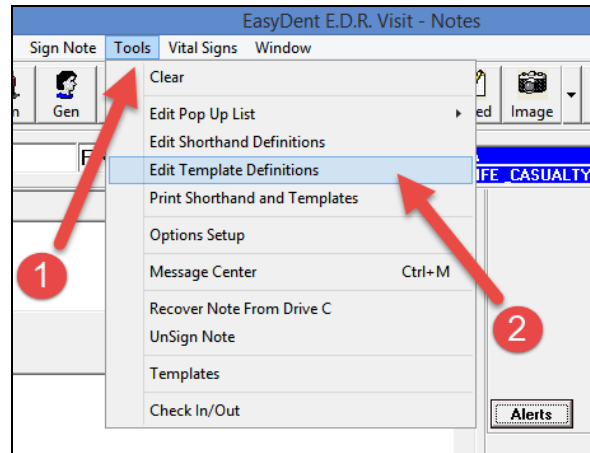 EasyDent E.D.R. Visit - Notes
Sign Note Tools Vital Signs Window
Gen
ed Image
Clear
Edit Pop Up List
Edit Shorthand Definitions
Edit Template Definitions
IFE_CASUALTY
Print Shorthand and Templates
Options Setup
Message Center Ctrl+M
1
Recover Note From Drive C
2
UnSign Note
Templates
Check In/Out
Alerts